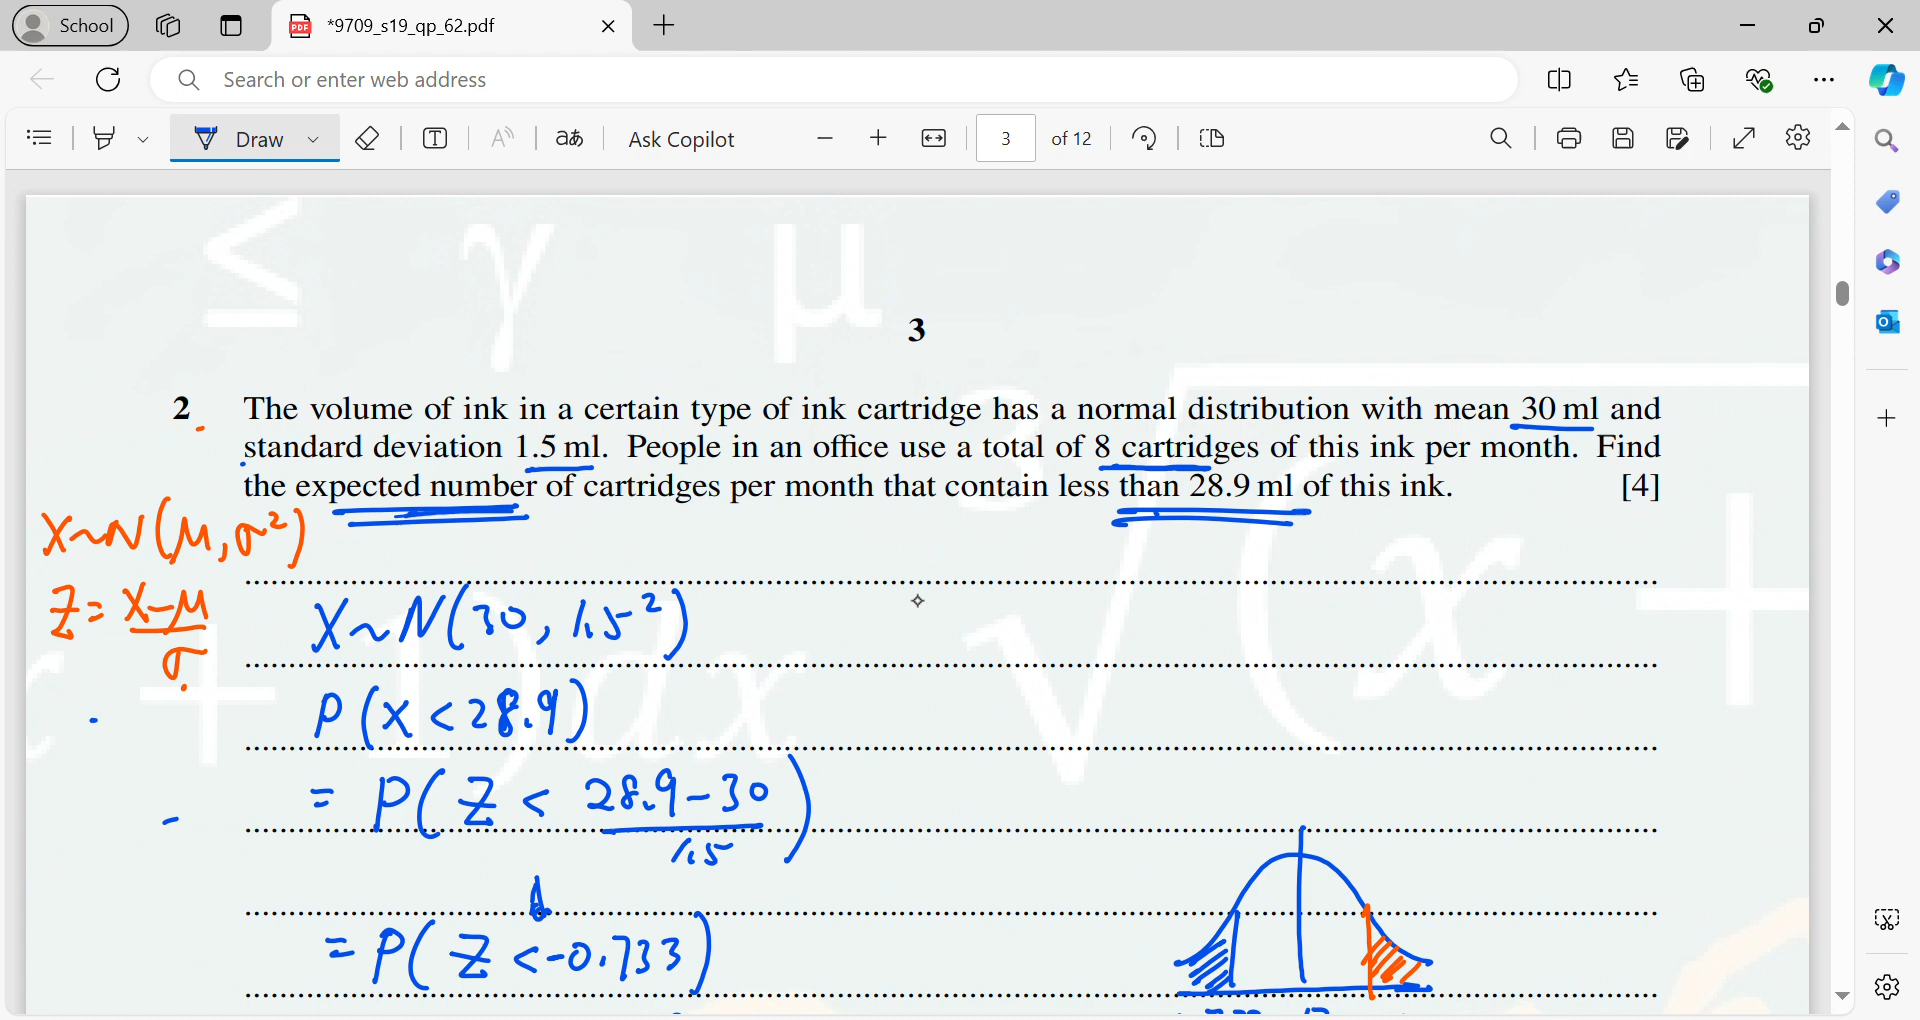 School
*9709_s19_qp_62.pdf
Search or enter web address
Draw
T
A
aあ
Ask Copilot
3
of 12
≤ γ μ
3
2 The volume of ink in a certain type of ink cartridge has a normal distribution with mean 30 ml and
standard deviation 1.5 ml. People in an office use a total of 8 cartridges of this ink per month. Find
the expected number of cartridges per month that contain less than 28.9 ml of this ink. [4]
X~N(μ,σ²)
Z = X-μ / σ
X~N(30, 1.5²)
P(X<28.9)
= P(Z < 28.9-30 / 1.5)
= P(Z <-0.733)